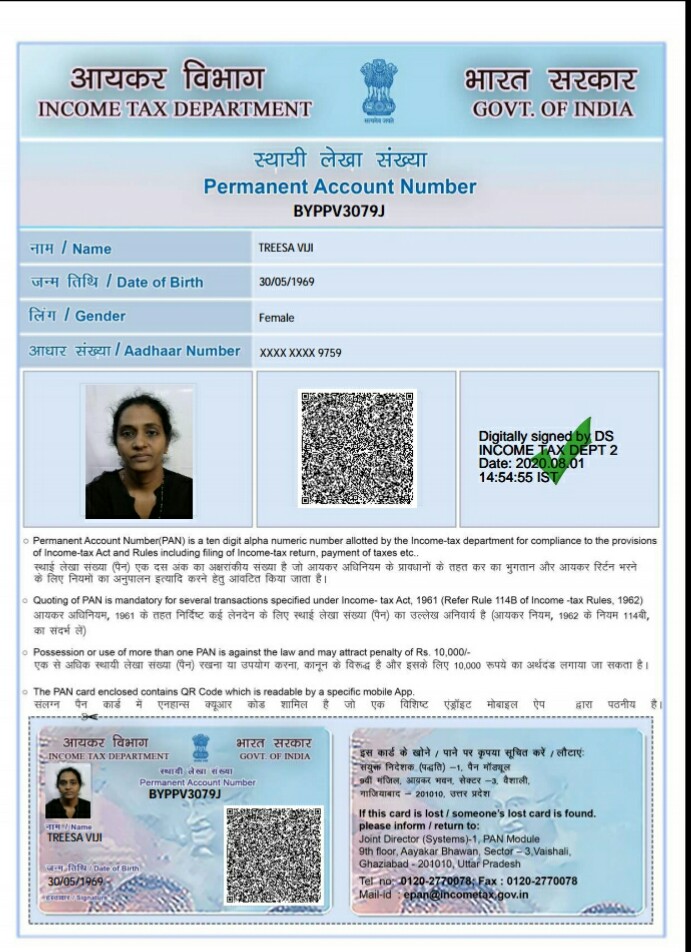 आयकर विभाग
INCOME TAX DEPARTMENT
सत्यमेव जयते
भारत सरकार
GOVT. OF INDIA
स्थायी लेखा संख्या
Permanent Account Number
BYPPV3079J
नाम / Name
TREESA VIJI
जन्म तिथि / Date of Birth
30/05/1969
लिंग / Gender
Female
आधार संख्या / Aadhaar Number
XXXX XXXX 9759
Digitally signed by DS
INCOME TAX DEPT 2
Date: 2020.08.01
14:54:55 IST
Permanent Account Number(PAN) is a ten digit alpha numeric number allotted by the Income-tax department for compliance to the provisions
of Income-tax Act and Rules including filing of Income-tax return, payment of taxes etc..
स्थाई लेखा संख्या (पैन) एक दस अंक का अक्षरांकीय संख्या है जो आयकर अधिनियम के प्रावधानों के तहत कर का भुगतान और आयकर रिटर्न भरने
के लिए नियमों का अनुपालन इत्यादि करने हेतु आवंटित किया जाता है।
Quoting of PAN is mandatory for several transactions specified under Income- tax Act, 1961 (Refer Rule 114B of Income -tax Rules, 1962)
आयकर अधिनियम, 1961 के तहत निर्दिष्ट कई लेनदेन के लिए स्थाई लेखा संख्या (पैन) का उल्लेख अनिवार्य है (आयकर नियम, 1962 के नियम 114बी,
का संदर्भ लें)
Possession or use of more than one PAN is against the law and may attract penalty of Rs. 10,000/-
एक से अधिक स्थायी लेखा संख्या (पैन) रखना या उपयोग करना, कानून के विरूद्ध है और इसके लिए 10,000 रूपये का अर्थदंड लगाया जा सकता है।
The PAN card enclosed contains QR Code which is readable by a specific mobile App.
संलग्न पैन कार्ड में एनहान्स क्यूआर कोड शामिल है जो एक विशिष्ट एंड्रॉइट मोबाइल ऐप द्वारा पठनीय है।
आयकर विभाग
INCOME TAX DEPARTMENT
भारत सरकार
GOVT. OF INDIA
स्थायी लेखा संख्या
Permanent Account Number
BYPPV3079J
नाम / Name
TREESA VIJI
जन्म तिथि / Date of Birth
30/05/1969
हस्ताक्षर / Signature
इस कार्ड के खोने / पाने पर कृपया सूचित करें / लौटाएं:
संयुक्त निदेशक (पद्धति) –1, पैन मॉड्यूल
9वीं मंजिल, आयकर भवन, सेक्टर –3, वैशाली,
गाजियाबाद – 201010, उत्तर प्रदेश
If this card is lost / someone's lost card is found.
please inform / return to:
Joint Director (Systems)-1, PAN Module
9th floor, Aayakar Bhawan, Sector – 3,Vaishali,
Ghaziabad - 201010, Uttar Pradesh
Tel no :0120-2770078; Fax : 0120-2770078
Mail-id : epan@incometax.gov.in